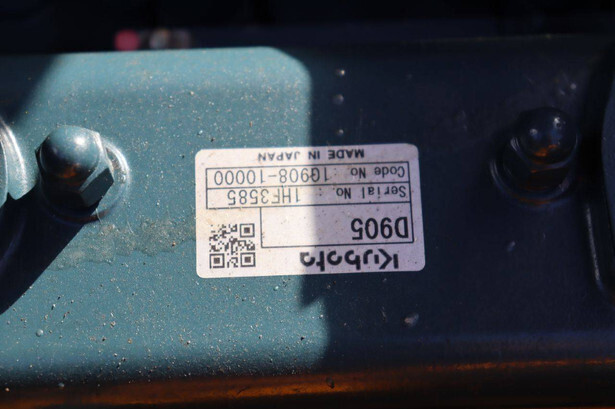 Kubota
D905
Serial No. : 1HF3585
Code No. : 1G908-10000
MADE IN JAPAN